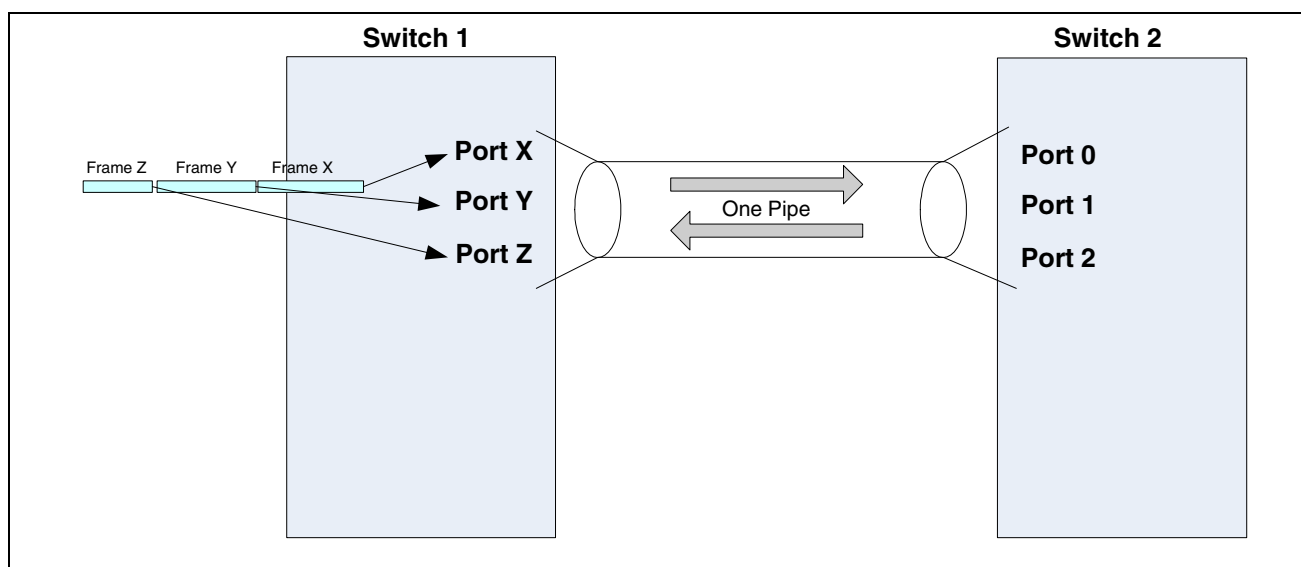 Switch 1
Switch 2
Frame Z
Frame Y
Frame X
Port X
Port Y
Port Z
One Pipe
Port 0
Port 1
Port 2